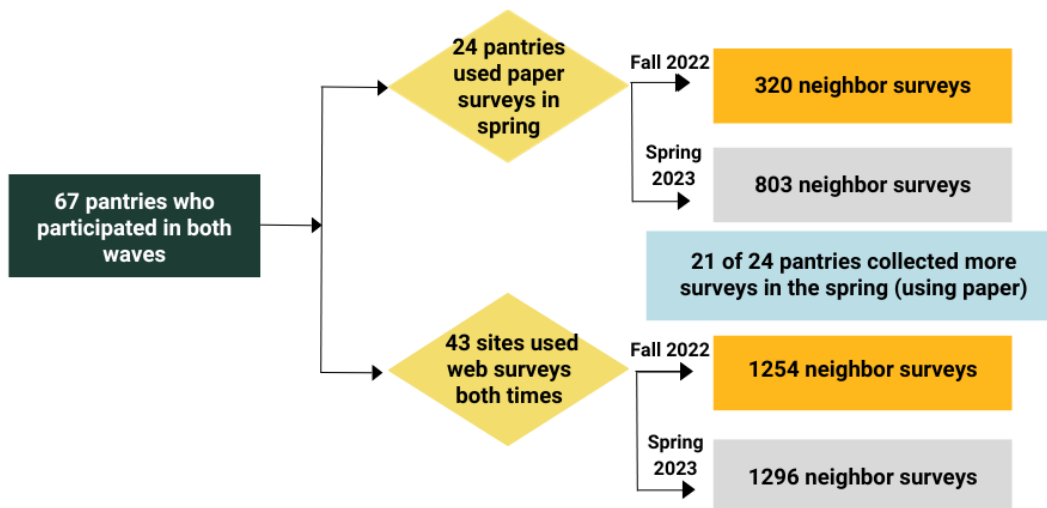 67 pantries who
participated in both
waves
24 pantries
used paper
surveys in
spring
Fall 2022
320 neighbor surveys
Spring
2023
803 neighbor surveys
21 of 24 pantries collected more
surveys in the spring (using paper)
43 sites used
web surveys
both times
Fall 2022
1254 neighbor surveys
Spring
2023
1296 neighbor surveys